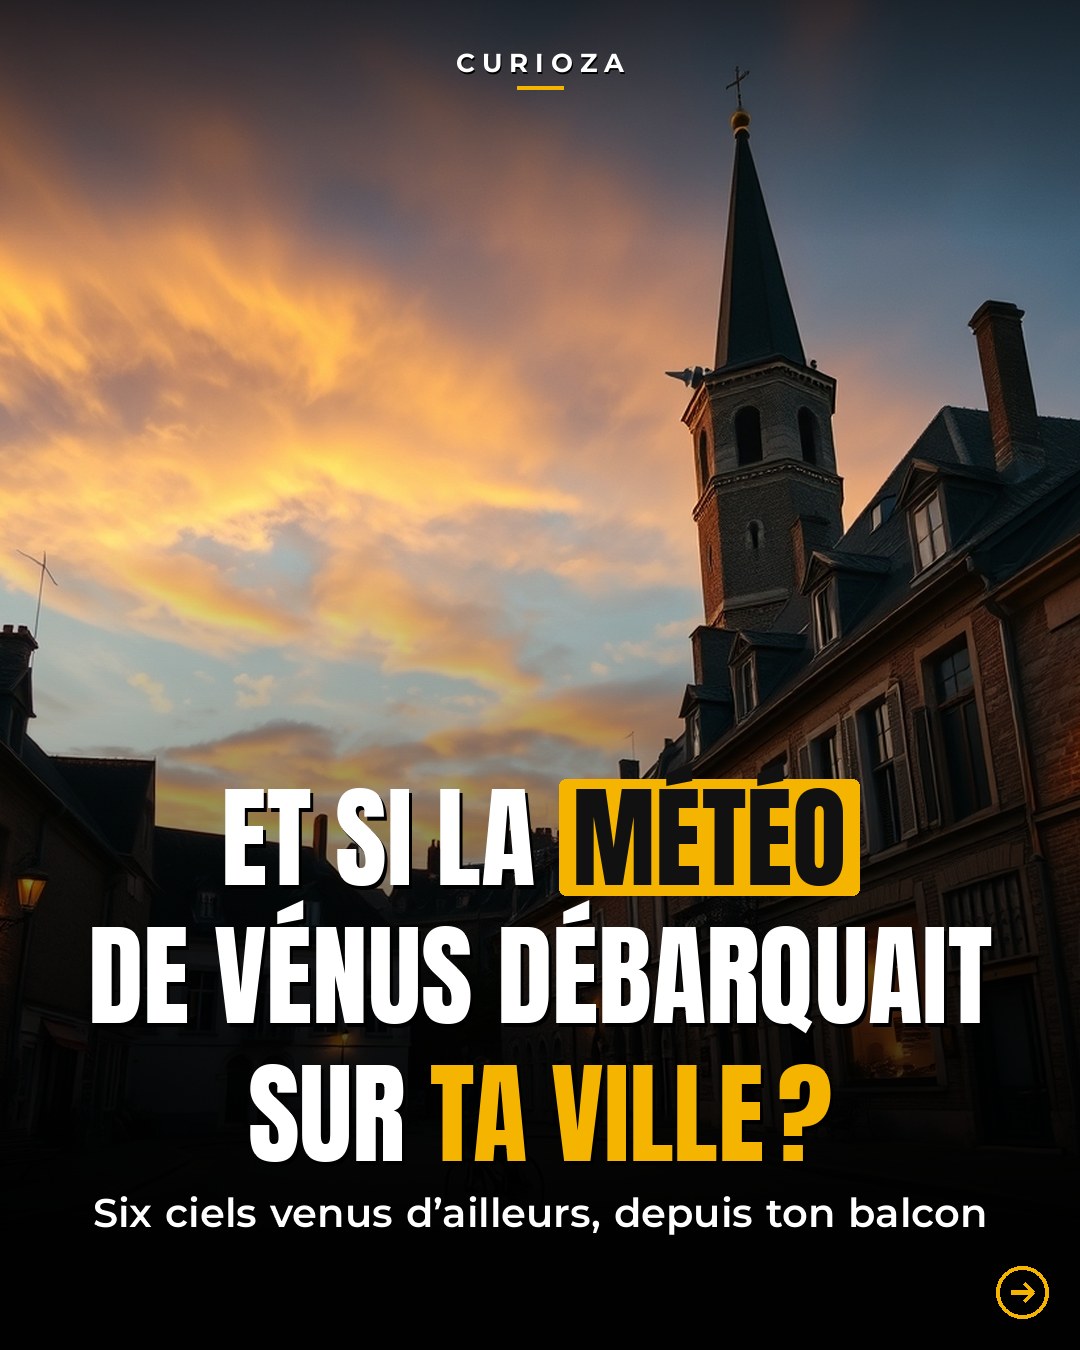 CURIOZA
ET SI LA MÉTÉO
DE VÉNUS DÉBARQUAIT
SUR TA VILLE ?
Six ciels venus d’ailleurs, depuis ton balcon